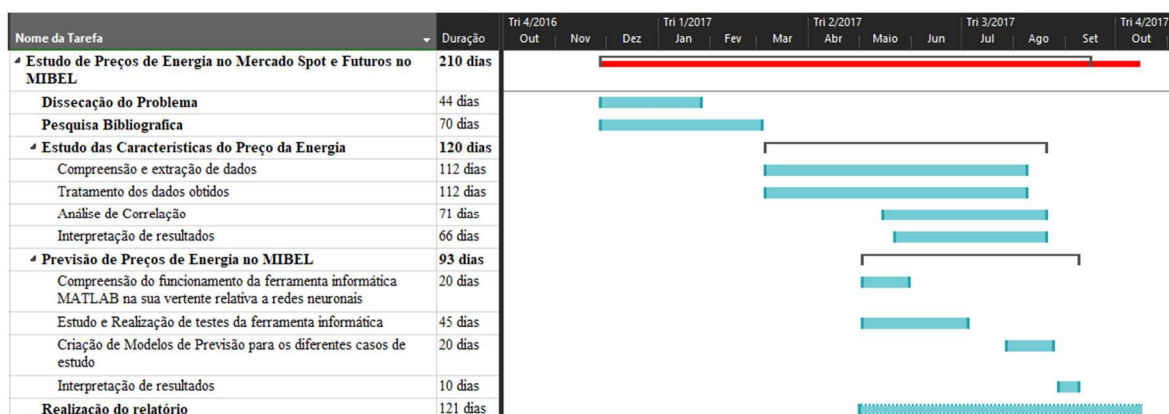 Tri 4/2016 Tri 1/2017 Tri 2/2017 Tri 3/2017 Tri 4/2017
Nome da Tarefa Duração Out Nov Dez Jan Fev Mar Abr Maio Jun Jul Ago Set Out
Estudo de Preços de Energia no Mercado Spot e Futuros no 210 dias
MIBEL
Dissecação do Problema 44 dias
Pesquisa Bibliografica 70 dias
Estudo das Características do Preço da Energia 120 dias
Compreensão e extração de dados 112 dias
Tratamento dos dados obtidos 112 dias
Análise de Correlação 71 dias
Interpretação de resultados 66 dias
Previsão de Preços de Energia no MIBEL 93 dias
Compreensão do funcionamento da ferramenta informática 20 dias
MATLAB na sua vertente relativa a redes neuronais
Estudo e Realização de testes da ferramenta informática 45 dias
Criação de Modelos de Previsão para os diferentes casos de 20 dias
estudo
Interpretação de resultados 10 dias
Realização do relatório 121 dias